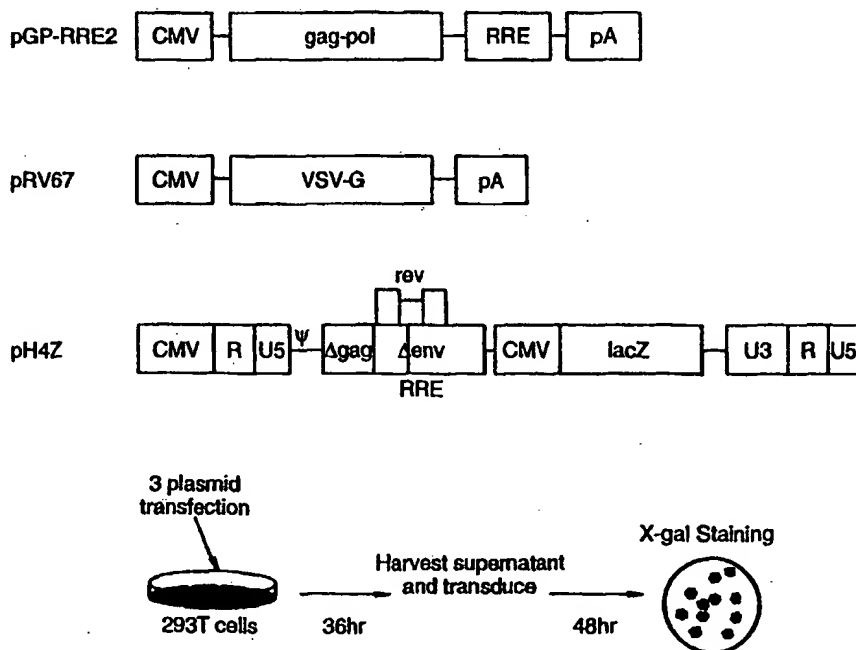 pGP-RRE2 CMV gag-pol RRE pA
pRV67 CMV VSV-G pA
rev
pH4Z CMV R U5 ψ Δgag Δenv CMV lacZ U3 R U5
RRE
3 plasmid
transfection
X-gal Staining
Harvest supernatant
and transduce
293T cells 36hr 48hr